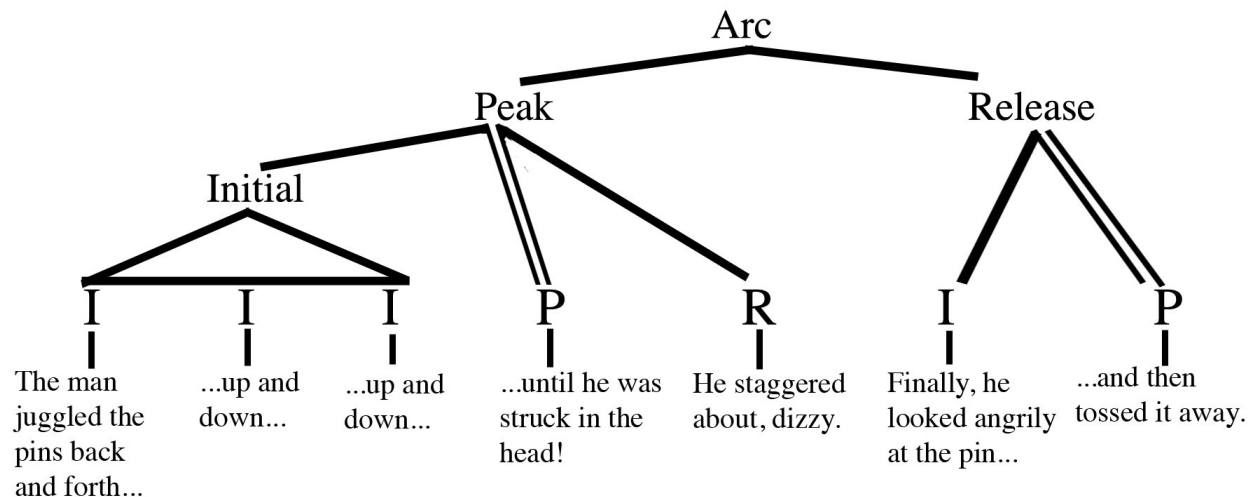 Arc
Peak
Release
Initial
I
I
I
P
R
I
P
The man
juggled the
pins back
and forth...
...up and
down...
...up and
down...
...until he was
struck in the
head!
He staggered
about, dizzy.
Finally, he
looked angrily
at the pin...
...and then
tossed it away.